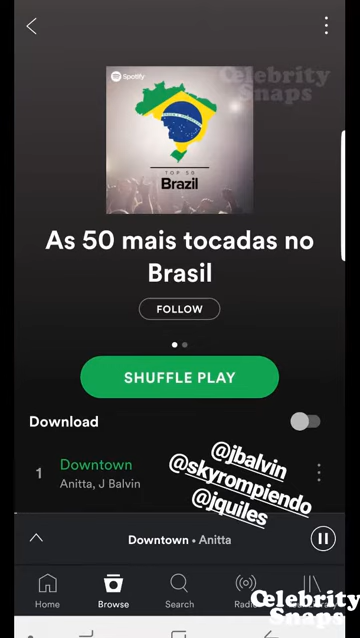 Spotify
Celebrity
Snaps
TOP 50
Brazil
As 50 mais tocadas no
Brasil
FOLLOW
SHUFFLE PLAY
Download
@jbalvin
@skyrompiendo
@jquiles
1
Downtown
Anitta, J Balvin
Downtown • Anitta
Home
Browse
Search
Celebrity
Snaps